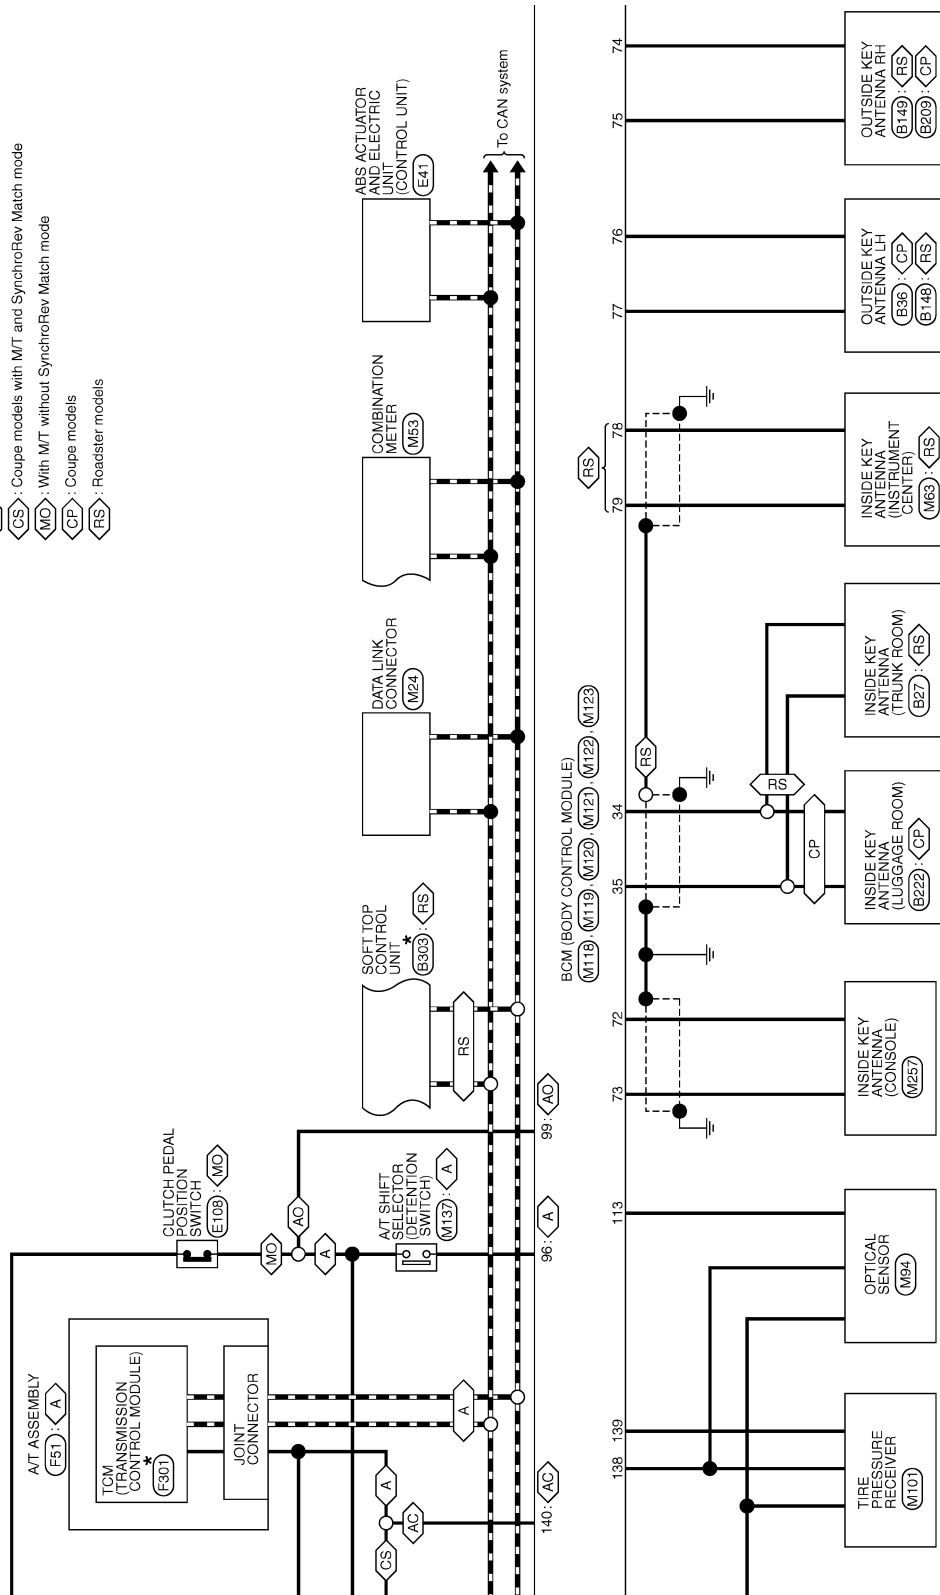 CS : Coupe models with M/T and SynchroRev Match mode
MO : With M/T without SynchroRev Match mode
CP : Coupe models
RS : Roadster models
A/T ASSEMBLY
F51 : A
TCM
(TRANSMISSION
CONTROL MODULE)
*
F301
JOINT
CONNECTOR
CLUTCH PEDAL
POSITION
SWITCH
E108 : MO
MO
AO
A
A/T SHIFT
SELECTOR
(DETENTION
SWITCH)
M137 : A
SOFT TOP
CONTROL
UNIT *
B303 : RS
RS
DATA LINK
CONNECTOR
M24
COMBINATION
METER
M53
ABS ACTUATOR
AND ELECTRIC
UNIT
(CONTROL UNIT)
E41
To CAN system
A
A
CS
AC
140 : AC
96 : A
99 : AO
BCM (BODY CONTROL MODULE)
M118 , M119 , M120 , M121 , M122 , M123
138
139
113
73
72
35
34
79
78
77
76
75
74
RS
RS
RS
CP
TIRE
PRESSURE
RECEIVER
M101
OPTICAL
SENSOR
M94
INSIDE KEY
ANTENNA
(CONSOLE)
M257
INSIDE KEY
ANTENNA
(LUGGAGE ROOM)
B222 : CP
INSIDE KEY
ANTENNA
(TRUNK ROOM)
B27 : RS
INSIDE KEY
ANTENNA
(INSTRUMENT
CENTER)
M63 : RS
OUTSIDE KEY
ANTENNA LH
B36 : CP
B148 : RS
OUTSIDE KEY
ANTENNA RH
B149 : RS
B209 : CP